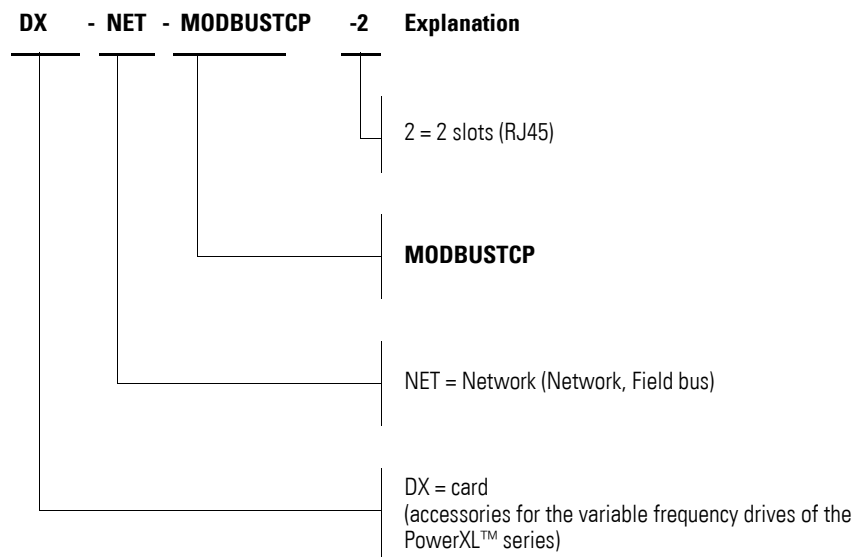 DX - NET - MODBUSTCP -2 Explanation
2 = 2 slots (RJ45)
MODBUSTCP
NET = Network (Network, Field bus)
DX = card
(accessories for the variable frequency drives of the
PowerXL™ series)